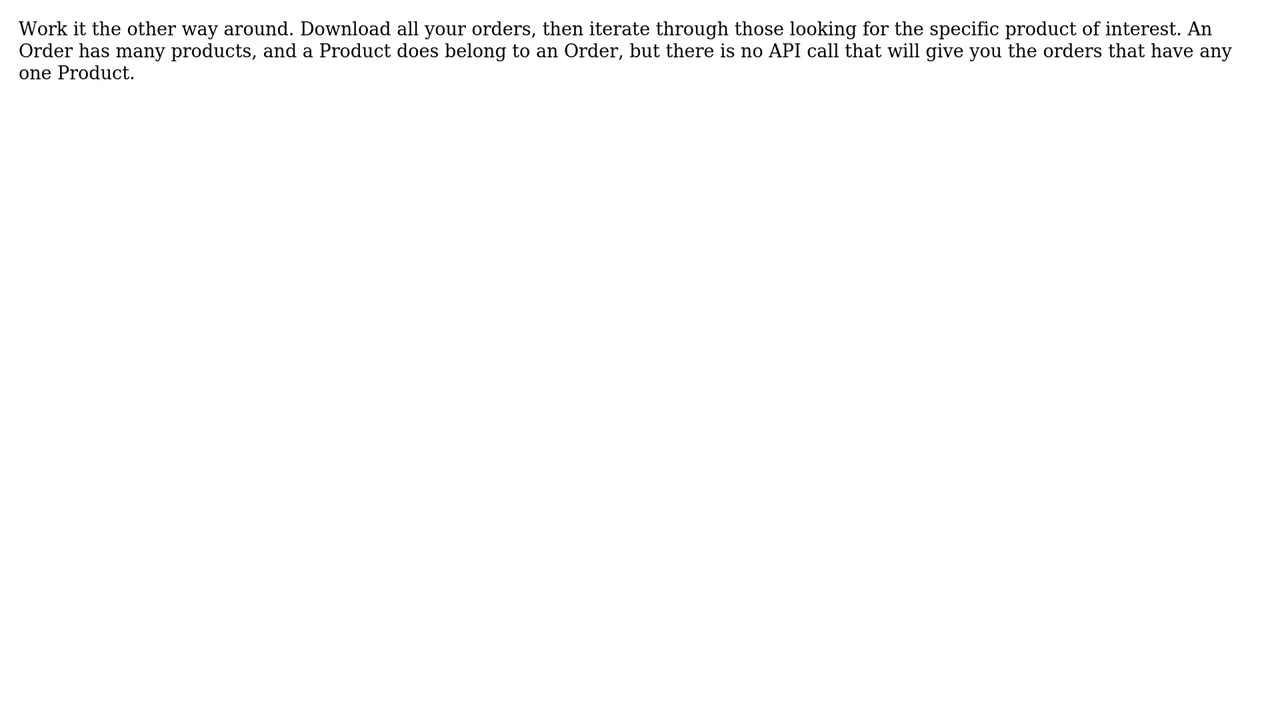 Work it the other way around. Download all your orders, then iterate through those looking for the specific product of interest. An
Order has many products, and a Product does belong to an Order, but there is no API call that will give you the orders that have any
one Product.